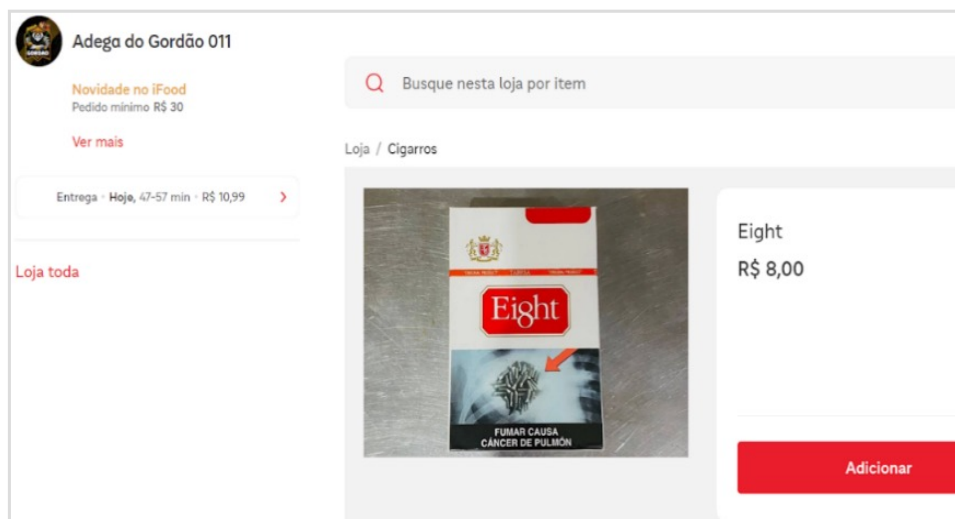 Adega do Gordão 011
Novidade no iFood
Pedido mínimo R$ 30
Ver mais
Entrega • Hoje, 47-57 min • R$ 10,99
Loja toda
Busque nesta loja por item
Loja / Cigarros
Eight
FUMAR CAUSA
CÁNCER DE PULMÓN
Eight
R$ 8,00
Adicionar